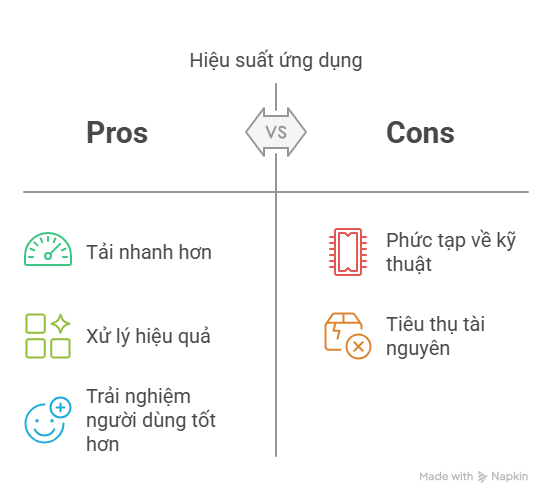 Hiệu suất ứng dụng
Pros
VS
Cons
Tải nhanh hơn
Xử lý hiệu quả
Trải nghiệm
người dùng tốt
hơn
Phức tạp về kỹ
thuật
Tiêu thụ tài
nguyên
Made with Napkin